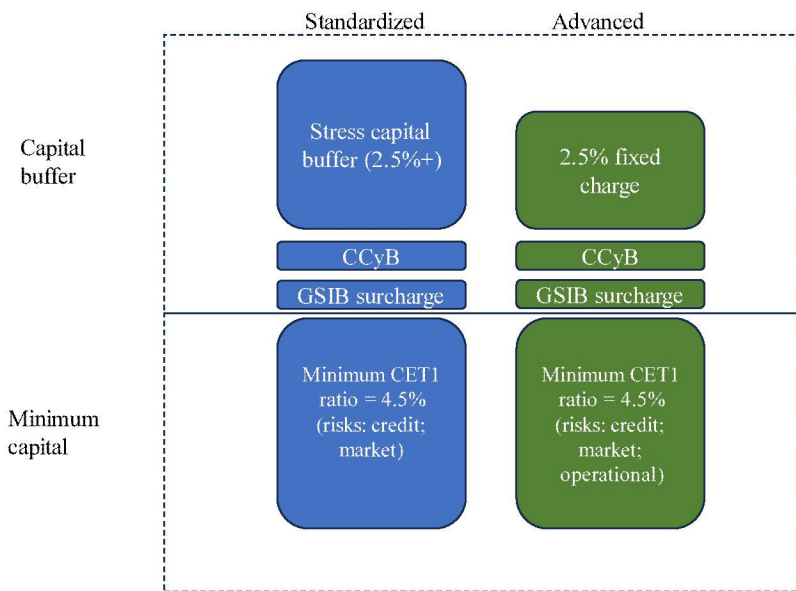 Standardized
Advanced
Capital
buffer
Stress capital
buffer (2.5%+)
2.5% fixed
charge
CCyB
CCyB
GSIB surcharge
GSIB surcharge
Minimum
capital
Minimum CET1
ratio = 4.5%
(risks: credit;
market)
Minimum CET1
ratio = 4.5%
(risks: credit;
market;
operational)